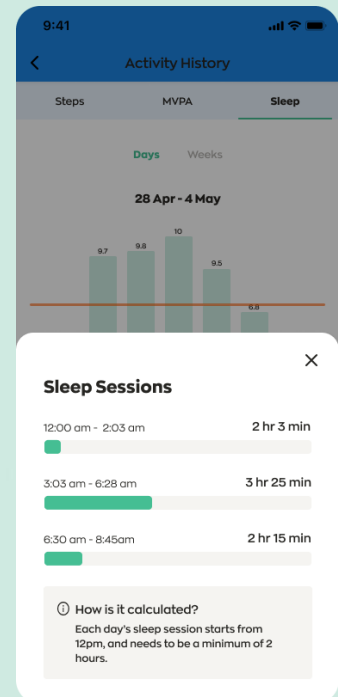 9:41
Activity History
Steps MVPA Sleep
Days Weeks
28 Apr - 4 May
9.7 9.8 10 9.5 6.8
Sleep Sessions
12:00 am - 2:03 am 2 hr 3 min
3:03 am - 6:28 am 3 hr 25 min
6:30 am - 8:45am 2 hr 15 min
How is it calculated?
Each day's sleep session starts from
12pm, and needs to be a minimum of 2
hours.